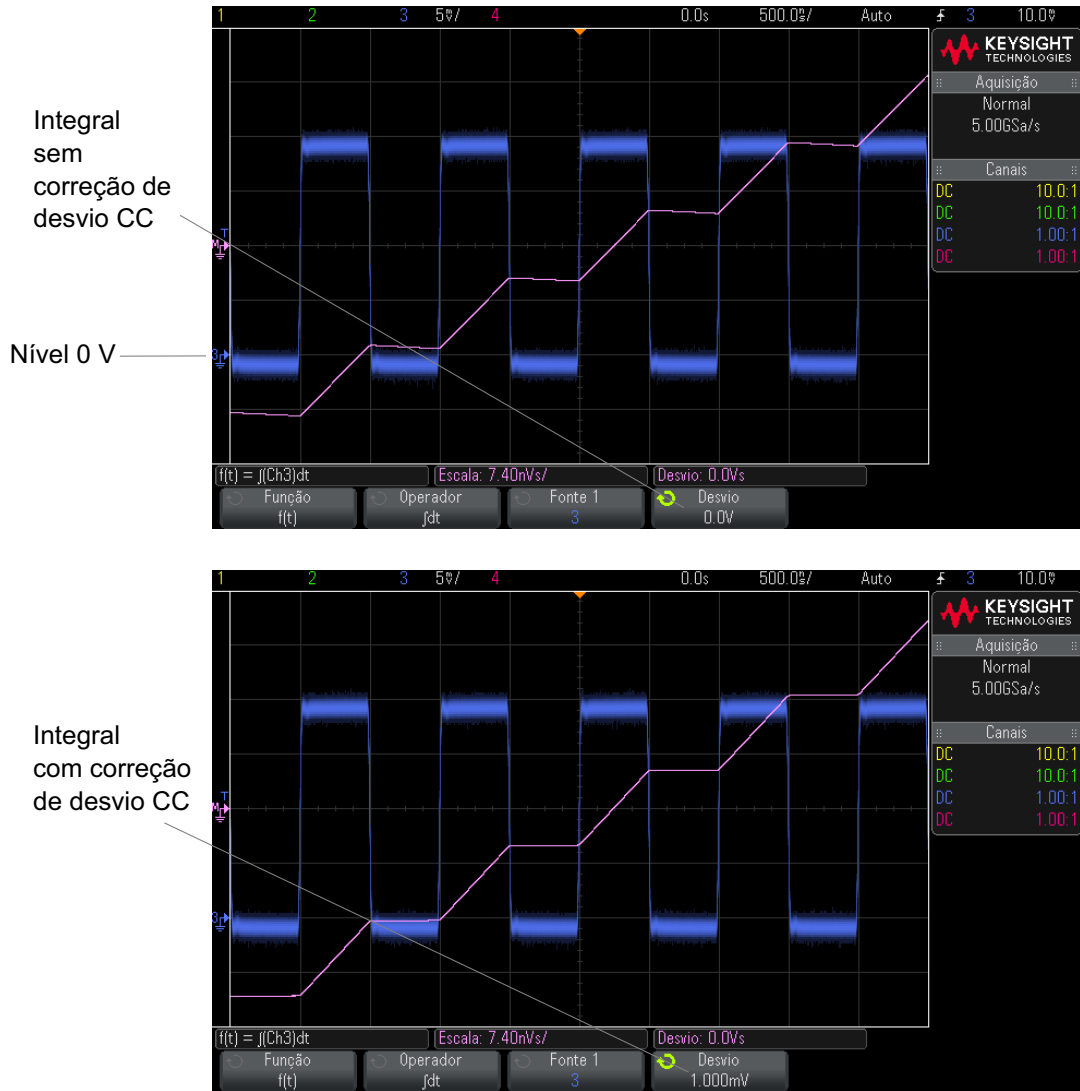 1 2 3 5V/ 4 0.0s 500.0s/ Auto 3 10.0V
KEYSIGHT
TECHNOLOGIES
Aquisição
Normal
5.00GSa/s
Canais
DC 10.0:1
DC 10.0:1
DC 1.00:1
DC 1.00:1
Integral
sem
correção de
desvio CC
T
M
Nível 0 V
3
f(t) = ∫(Ch3)dt Escala: 7.40nVs/ Desvio: 0.0Vs
Função Operador Fonte 1 Desvio
f(t) ∫dt 3 0.0V
1 2 3 5V/ 4 0.0s 500.0s/ Auto 3 10.0V
KEYSIGHT
TECHNOLOGIES
Aquisição
Normal
5.00GSa/s
Canais
DC 10.0:1
DC 10.0:1
DC 1.00:1
DC 1.00:1
Integral
com correção
de desvio CC
T
M
3
f(t) = ∫(Ch3)dt Escala: 7.40nVs/ Desvio: 0.0Vs
Função Operador Fonte 1 Desvio
f(t) ∫dt 3 1.000mV